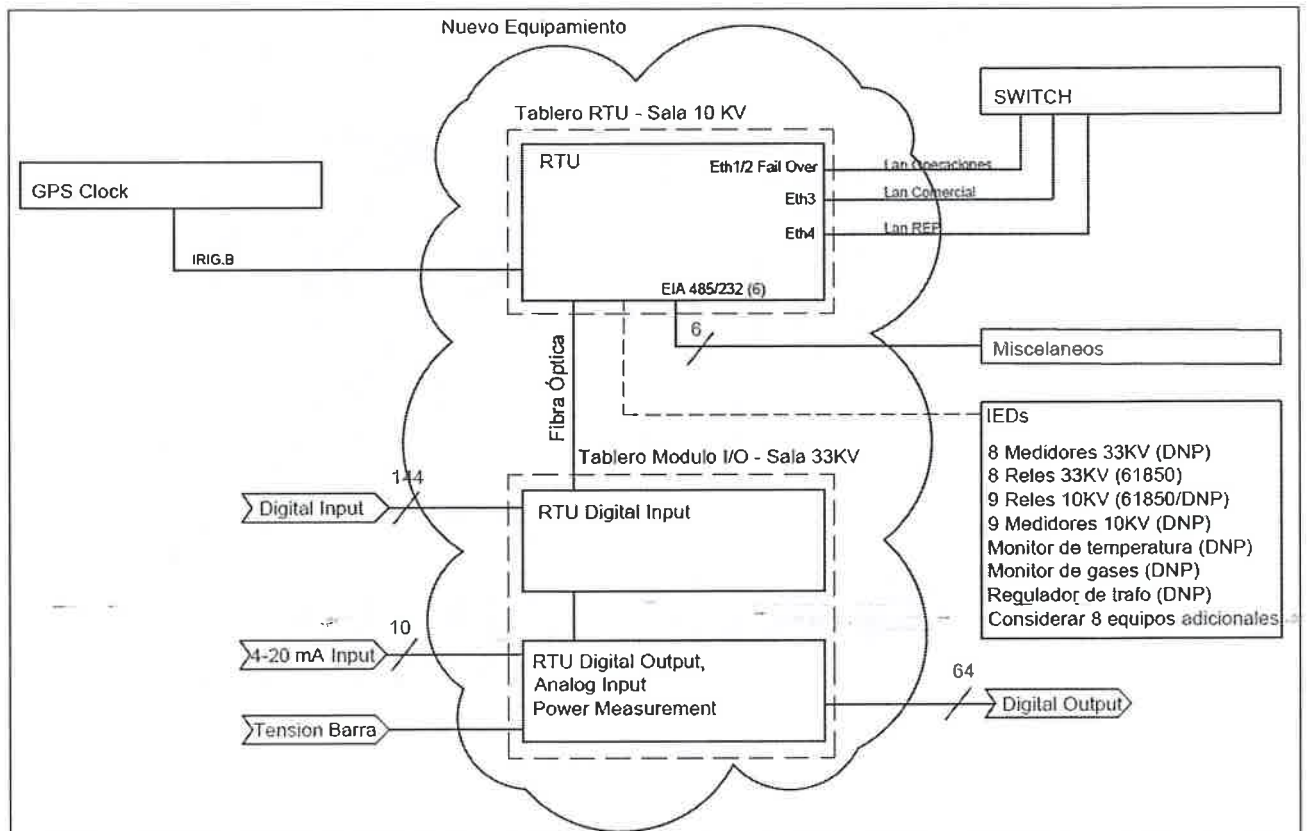 Nuevo Equipamiento
SWITCH
Tablero RTU - Sala 10 KV
RTU
Eth1/2 Fail Over
Lan Operaciones
GPS Clock
Eth3
Lan Comercial
Eth4
Lan REP
IRIG.B
EIA 485/232 (6)
6
Miscelaneos
Fibra Óptica
IEDs
8 Medidores 33KV (DNP)
8 Reles 33KV (61850)
9 Reles 10KV (61850/DNP)
9 Medidores 10KV (DNP)
Monitor de temperatura (DNP)
Monitor de gases (DNP)
Regulador de trafo (DNP)
Considerar 8 equipos adicionales
Tablero Modulo I/O - Sala 33KV
144
Digital Input
RTU Digital Input
10
4-20 mA Input
RTU Digital Output,
Analog Input
Power Measurement
64
Digital Output
Tension Barra